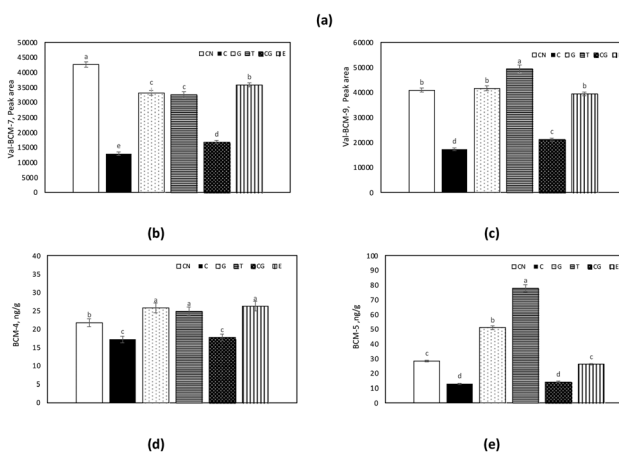 (a)
Val-BCM-7, Peak area
50000
45000
40000
35000
30000
25000
20000
15000
10000
5000
0
CN C G T CG E
a
e
c
c
d
b
(b)
Val-BCM-9, Peak area
60000
50000
40000
30000
20000
10000
0
CN C G T CG E
b
d
b
a
c
b
(c)
BCM-4, ng/g
40
35
30
25
20
15
10
5
0
CN C G T CG E
b
c
a
a
c
a
(d)
BCM-5 ,ng/g
100
90
80
70
60
50
40
30
20
10
0
CN C G T CG E
c
d
b
a
d
c
(e)